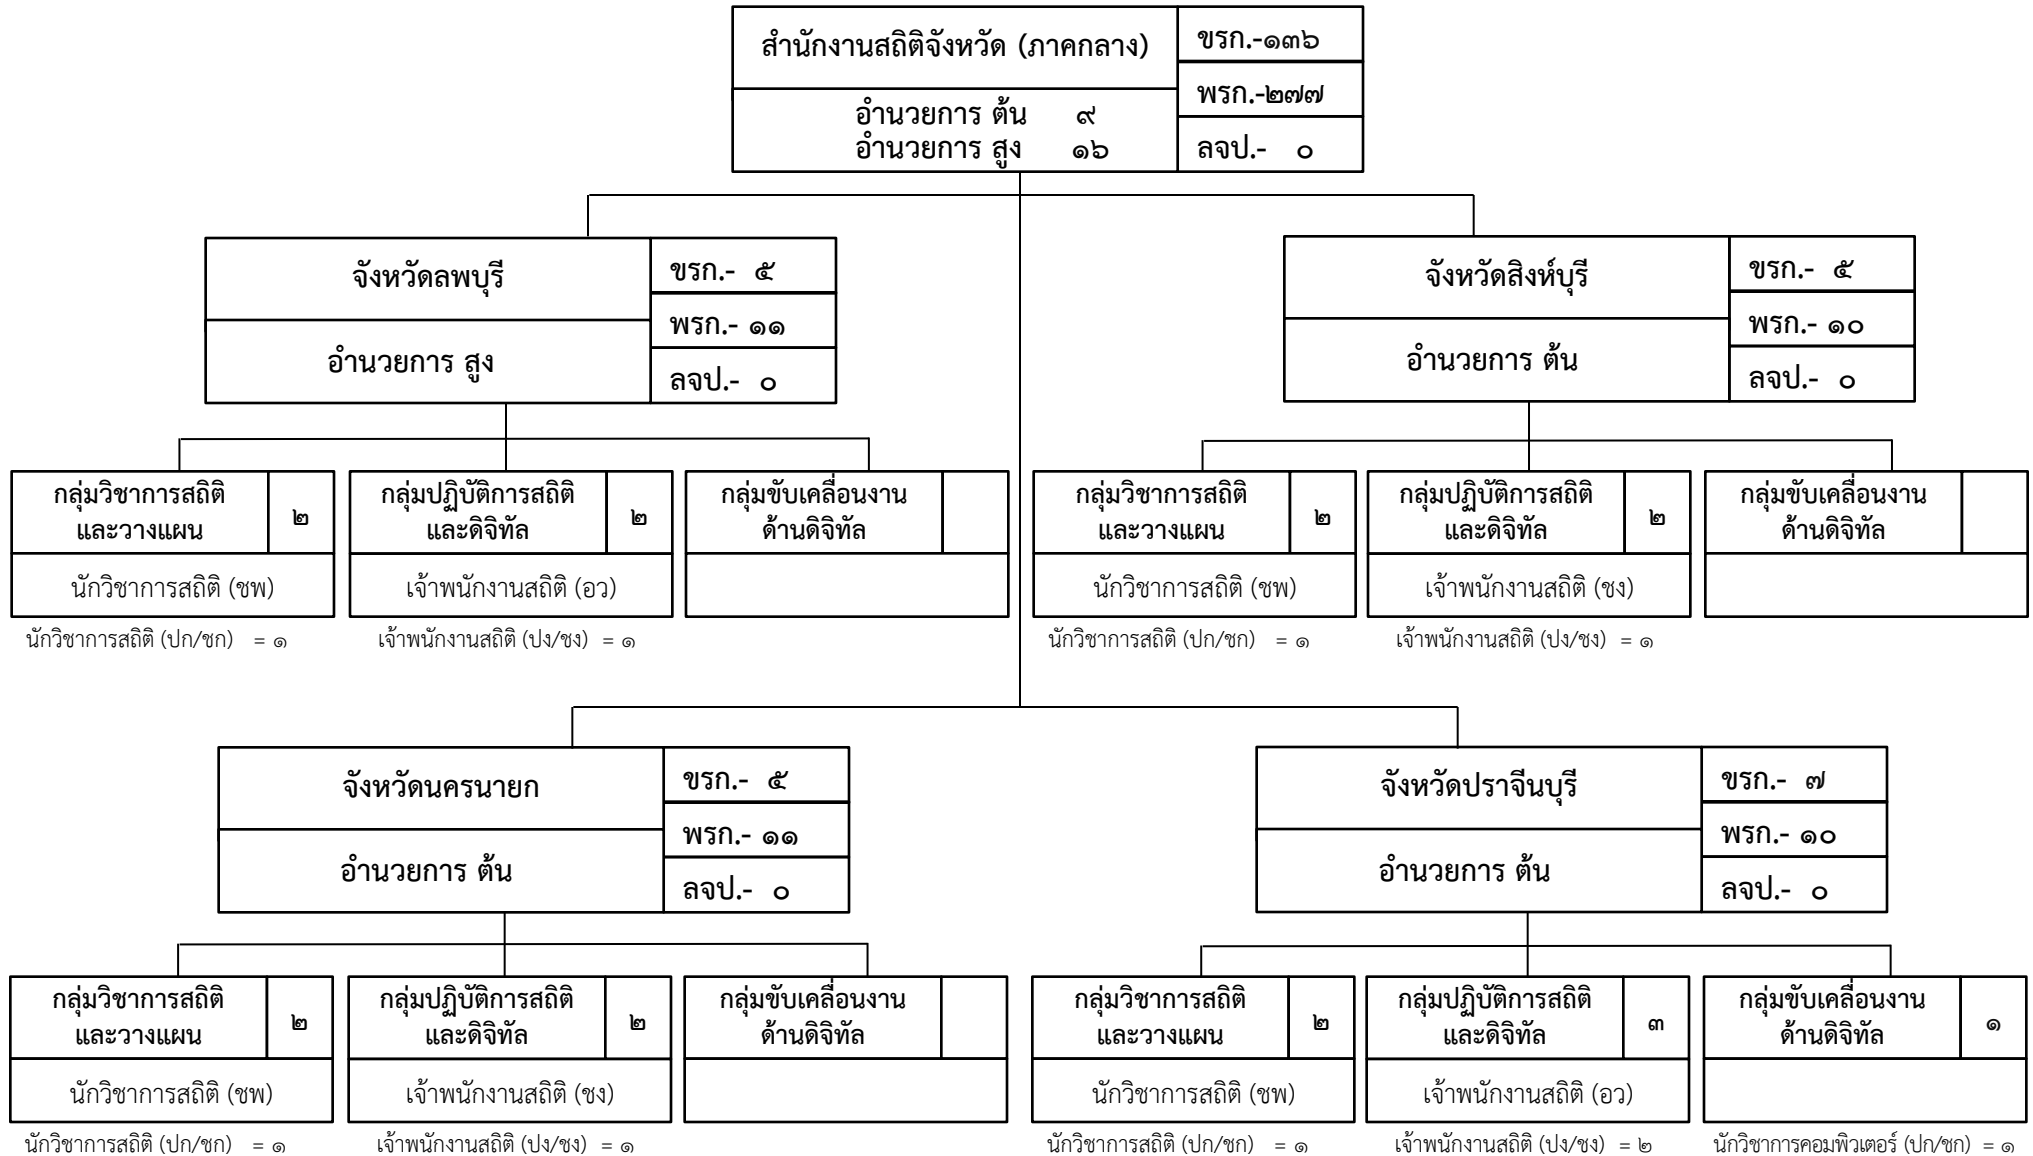 สำนักงานสถิติจังหวัด (ภาคกลาง)
ขรก.-๑๓๖
พรก.-๒๗๗
อำนวยการ ต้น ๙
อำนวยการ สูง ๑๖
ลจป.- ๐
จังหวัดลพบุรี
ขรก.- ๕
พรก.- ๑๑
อำนวยการ สูง
ลจป.- ๐
จังหวัดสิงห์บุรี
ขรก.- ๕
พรก.- ๑๐
อำนวยการ ต้น
ลจป.- ๐
กลุ่มวิชาการสถิติ
และวางแผน
๒
นักวิชาการสถิติ (ชพ)
นักวิชาการสถิติ (ปก/ชก) = ๑
กลุ่มปฏิบัติการสถิติ
และดิจิทัล
๒
เจ้าพนักงานสถิติ (อว)
เจ้าพนักงานสถิติ (ปง/ชง) = ๑
กลุ่มขับเคลื่อนงาน
ด้านดิจิทัล
กลุ่มวิชาการสถิติ
และวางแผน
๒
นักวิชาการสถิติ (ชพ)
นักวิชาการสถิติ (ปก/ชก) = ๑
กลุ่มปฏิบัติการสถิติ
และดิจิทัล
๒
เจ้าพนักงานสถิติ (ชง)
เจ้าพนักงานสถิติ (ปง/ชง) = ๑
กลุ่มขับเคลื่อนงาน
ด้านดิจิทัล
จังหวัดนครนายก
ขรก.- ๕
พรก.- ๑๑
อำนวยการ ต้น
ลจป.- ๐
จังหวัดปราจีนบุรี
ขรก.- ๗
พรก.- ๑๐
อำนวยการ ต้น
ลจป.- ๐
กลุ่มวิชาการสถิติ
และวางแผน
๒
นักวิชาการสถิติ (ชพ)
นักวิชาการสถิติ (ปก/ชก) = ๑
กลุ่มปฏิบัติการสถิติ
และดิจิทัล
๒
เจ้าพนักงานสถิติ (ชง)
เจ้าพนักงานสถิติ (ปง/ชง) = ๑
กลุ่มขับเคลื่อนงาน
ด้านดิจิทัล
กลุ่มวิชาการสถิติ
และวางแผน
๒
นักวิชาการสถิติ (ชพ)
นักวิชาการสถิติ (ปก/ชก) = ๑
กลุ่มปฏิบัติการสถิติ
และดิจิทัล
๓
เจ้าพนักงานสถิติ (อว)
เจ้าพนักงานสถิติ (ปง/ชง) = ๒
กลุ่มขับเคลื่อนงาน
ด้านดิจิทัล
๑
นักวิชาการคอมพิวเตอร์ (ปก/ชก) = ๑